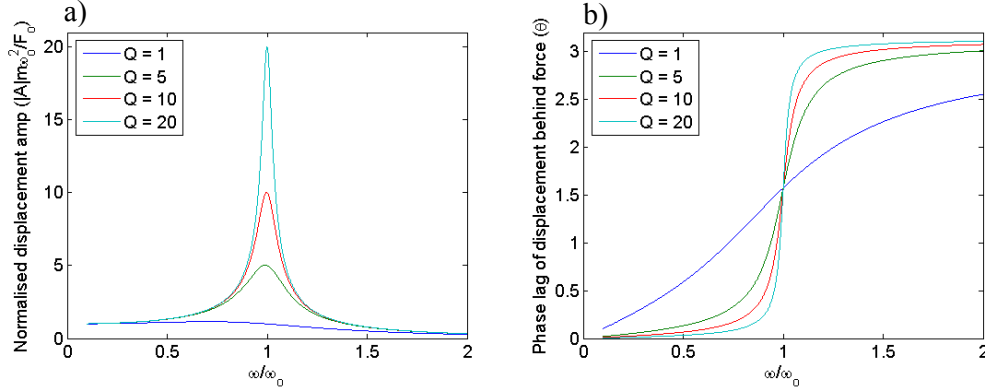 a)
Normalised displacement amp (|A|mω₀²/F₀)
20
15
10
5
0
Q = 1
Q = 5
Q = 10
Q = 20
0
0.5
1
1.5
2
ω/ω₀
b)
Phase lag of displacement behind force (θ)
3
2.5
2
1.5
1
0.5
0
Q = 1
Q = 5
Q = 10
Q = 20
0
0.5
1
1.5
2
ω/ω₀